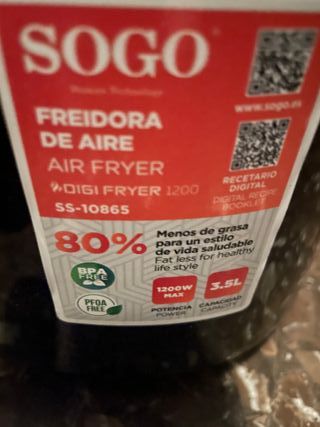 SOGO®
Human Technology
www.sogo.es
FREIDORA
DE AIRE
AIR FRYER
DIGI FRYER 1200
SS-10865
RECETARIO
DIGITAL
DIGITAL RECIPE
BOOKLET
80%
Menos de grasa
para un estilo
de vida saludable
Fat less for healthy
life style
BPA
FREE
PFOA
FREE
1200W
MAX
POTENCIA
POWER
3.5L
CAPACIDAD
CAPACITY